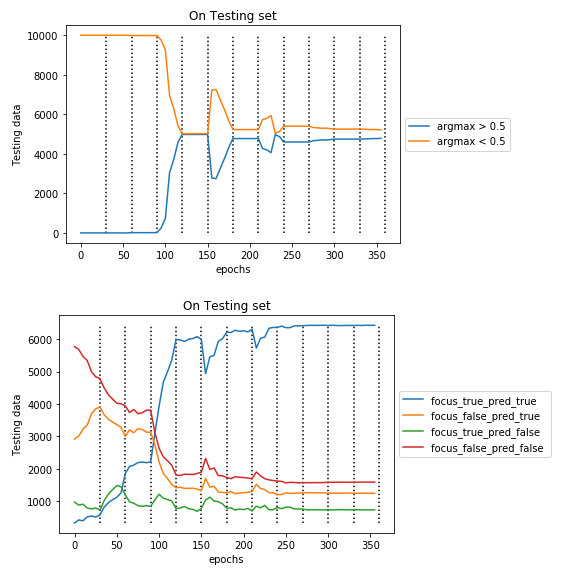 On Testing set
10000
8000
6000
4000
2000
0
Testing data
0 50 100 150 200 250 300 350
epochs
argmax > 0.5
argmax < 0.5
On Testing set
6000
5000
4000
3000
2000
1000
Testing data
0 50 100 150 200 250 300 350
epochs
focus_true_pred_true
focus_false_pred_true
focus_true_pred_false
focus_false_pred_false